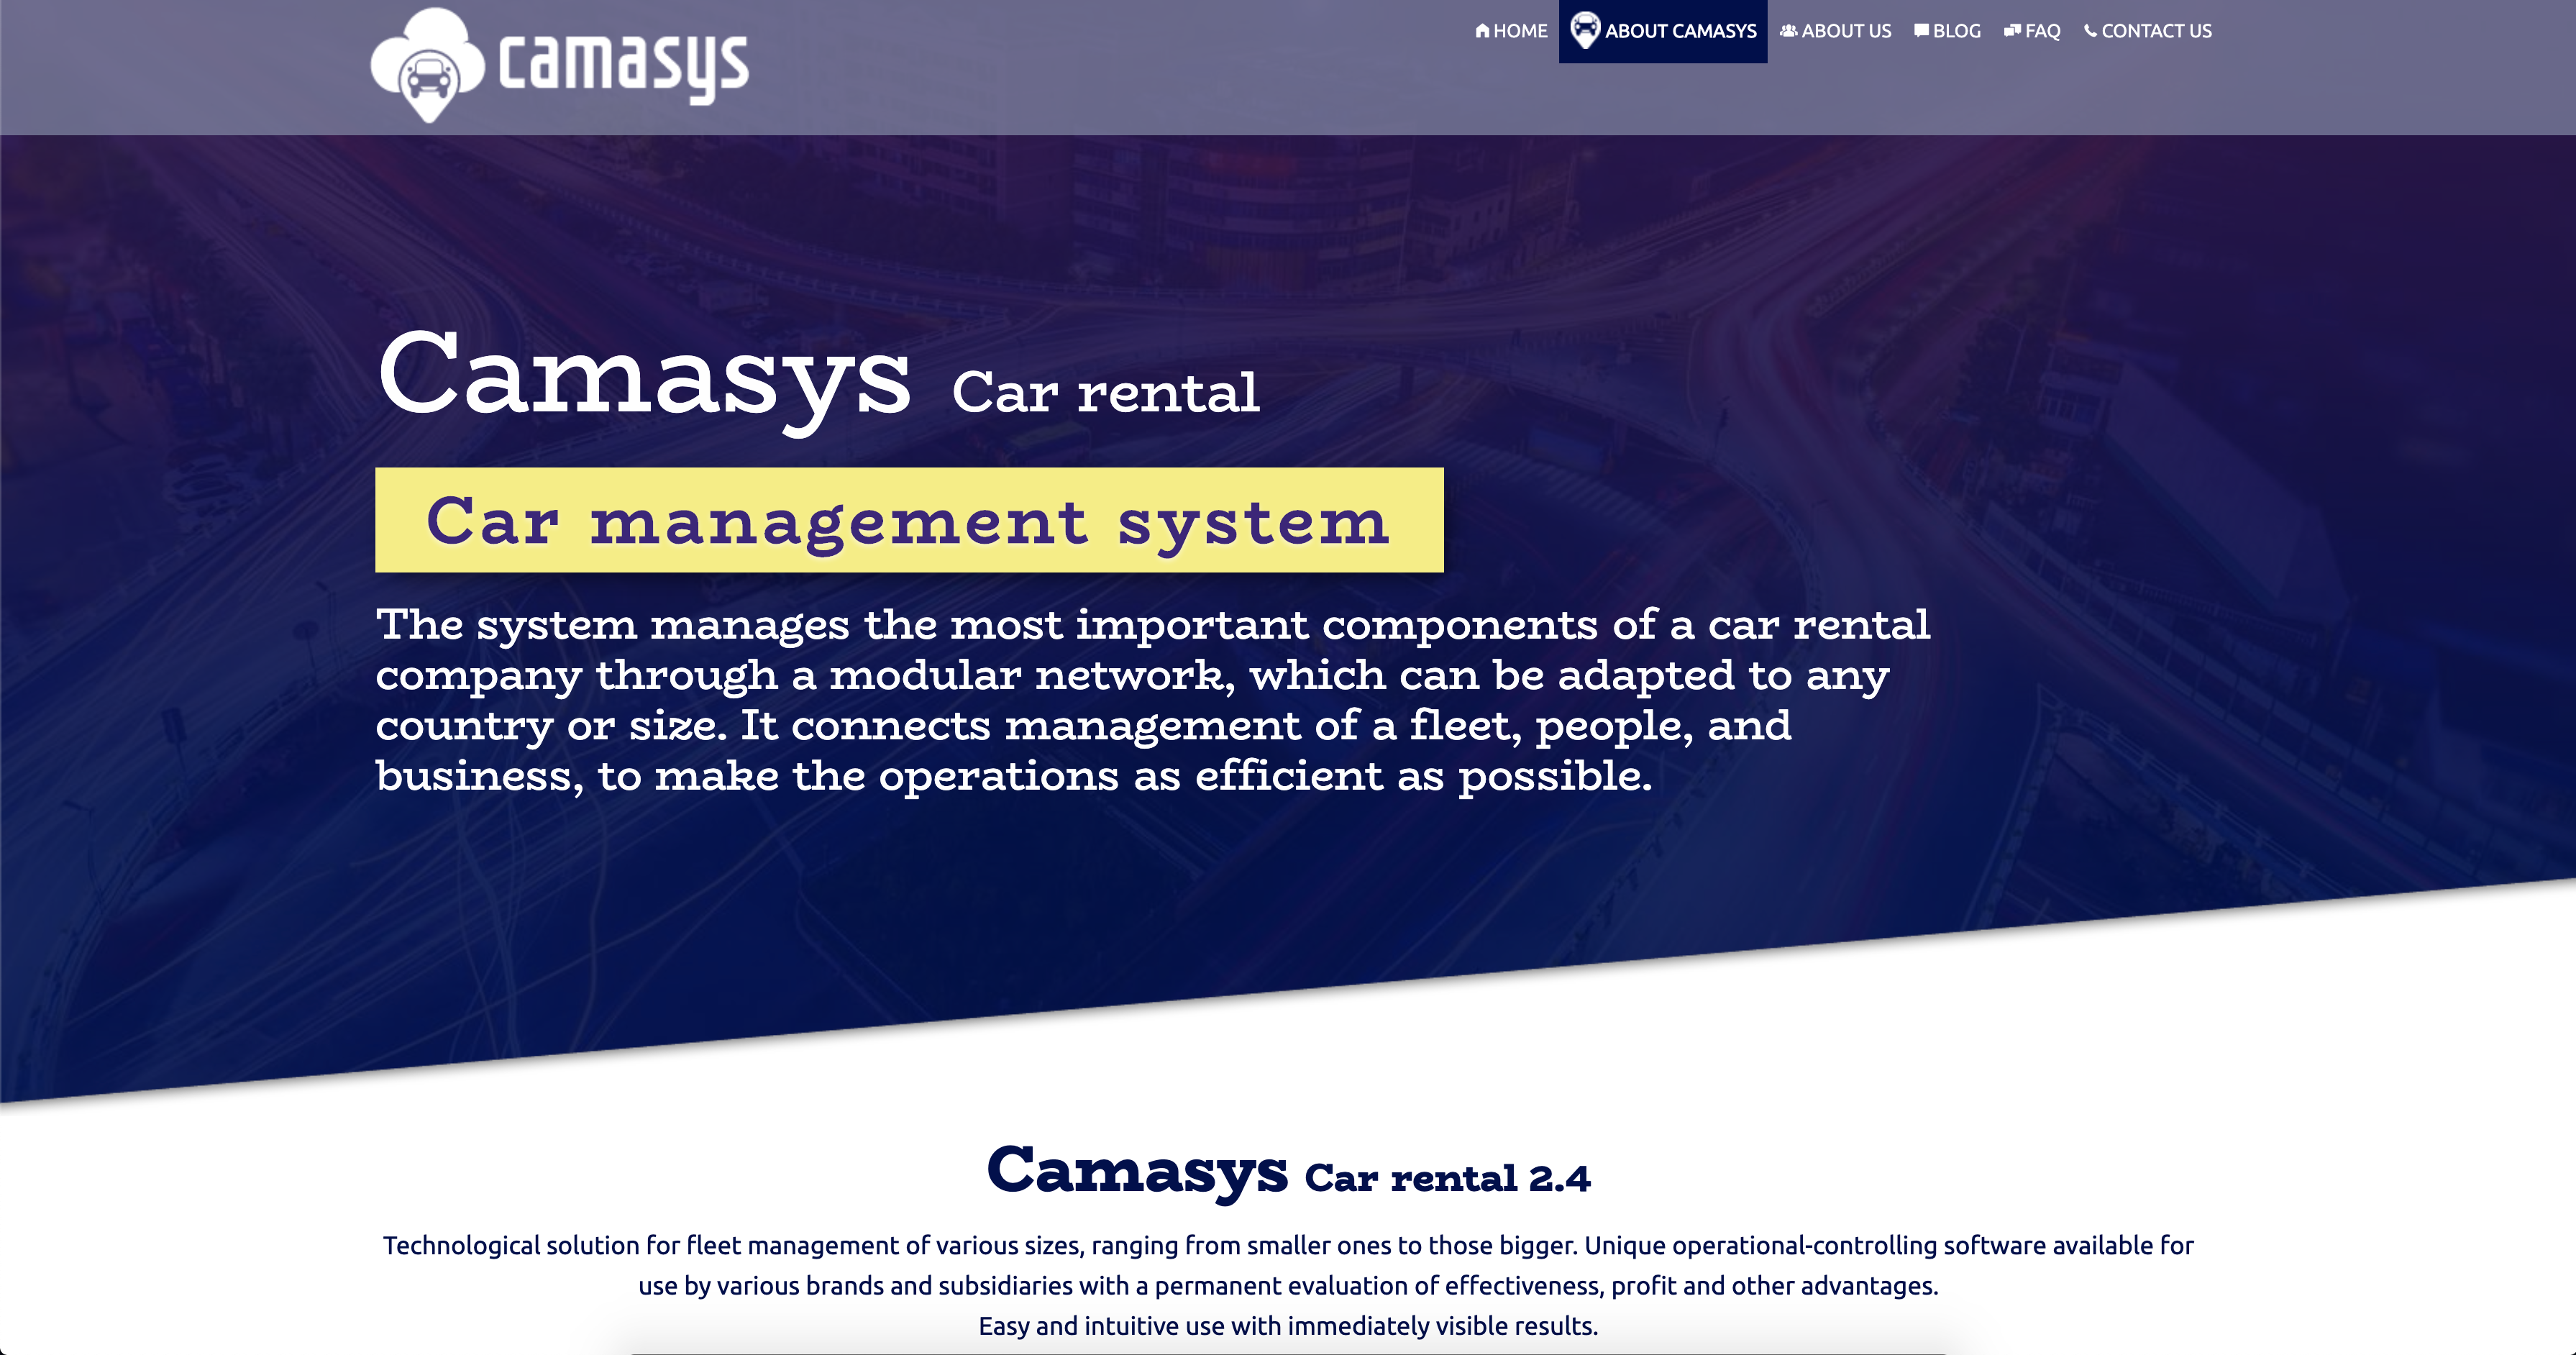 camasys
HOME
ABOUT CAMASYS
ABOUT US
BLOG
FAQ
CONTACT US
Camasys Car rental
Car management system
The system manages the most important components of a car rental
company through a modular network, which can be adapted to any
country or size. It connects management of a fleet, people, and
business, to make the operations as efficient as possible.
Camasys Car rental 2.4
Technological solution for fleet management of various sizes, ranging from smaller ones to those bigger. Unique operational-controlling software available for
use by various brands and subsidiaries with a permanent evaluation of effectiveness, profit and other advantages.
Easy and intuitive use with immediately visible results.